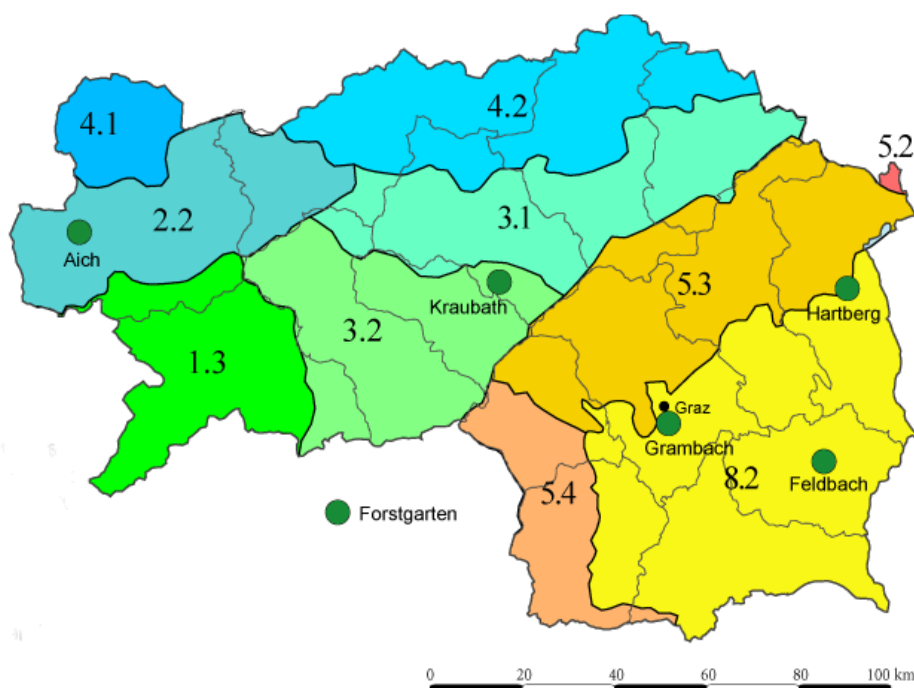 4.1
4.2
5.2
2.2
3.1
Aich
5.3
Kraubath
Hartberg
3.2
1.3
Graz
Grambach
8.2
Feldbach
5.4
Forstgarten
0 20 40 60 80 100 km